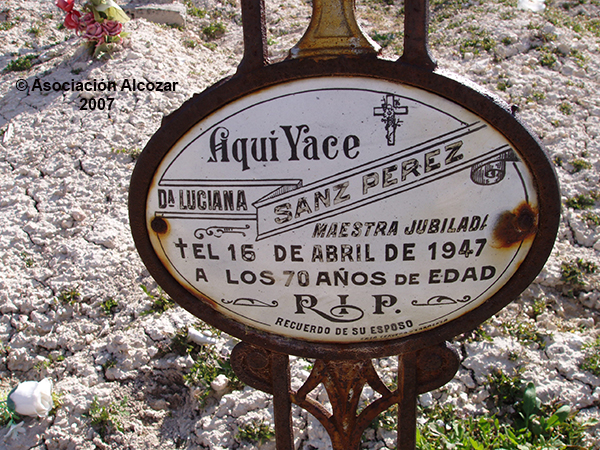 © Asociación Alcozar
2007
Aqui Yace
Dª LUCIANA
SANZ PEREZ
MAESTRA JUBILADA
†EL 16 DE ABRIL DE 1947
A LOS 70 AÑOS DE EDAD
R.I.P.
RECUERDO DE SU ESPOSO